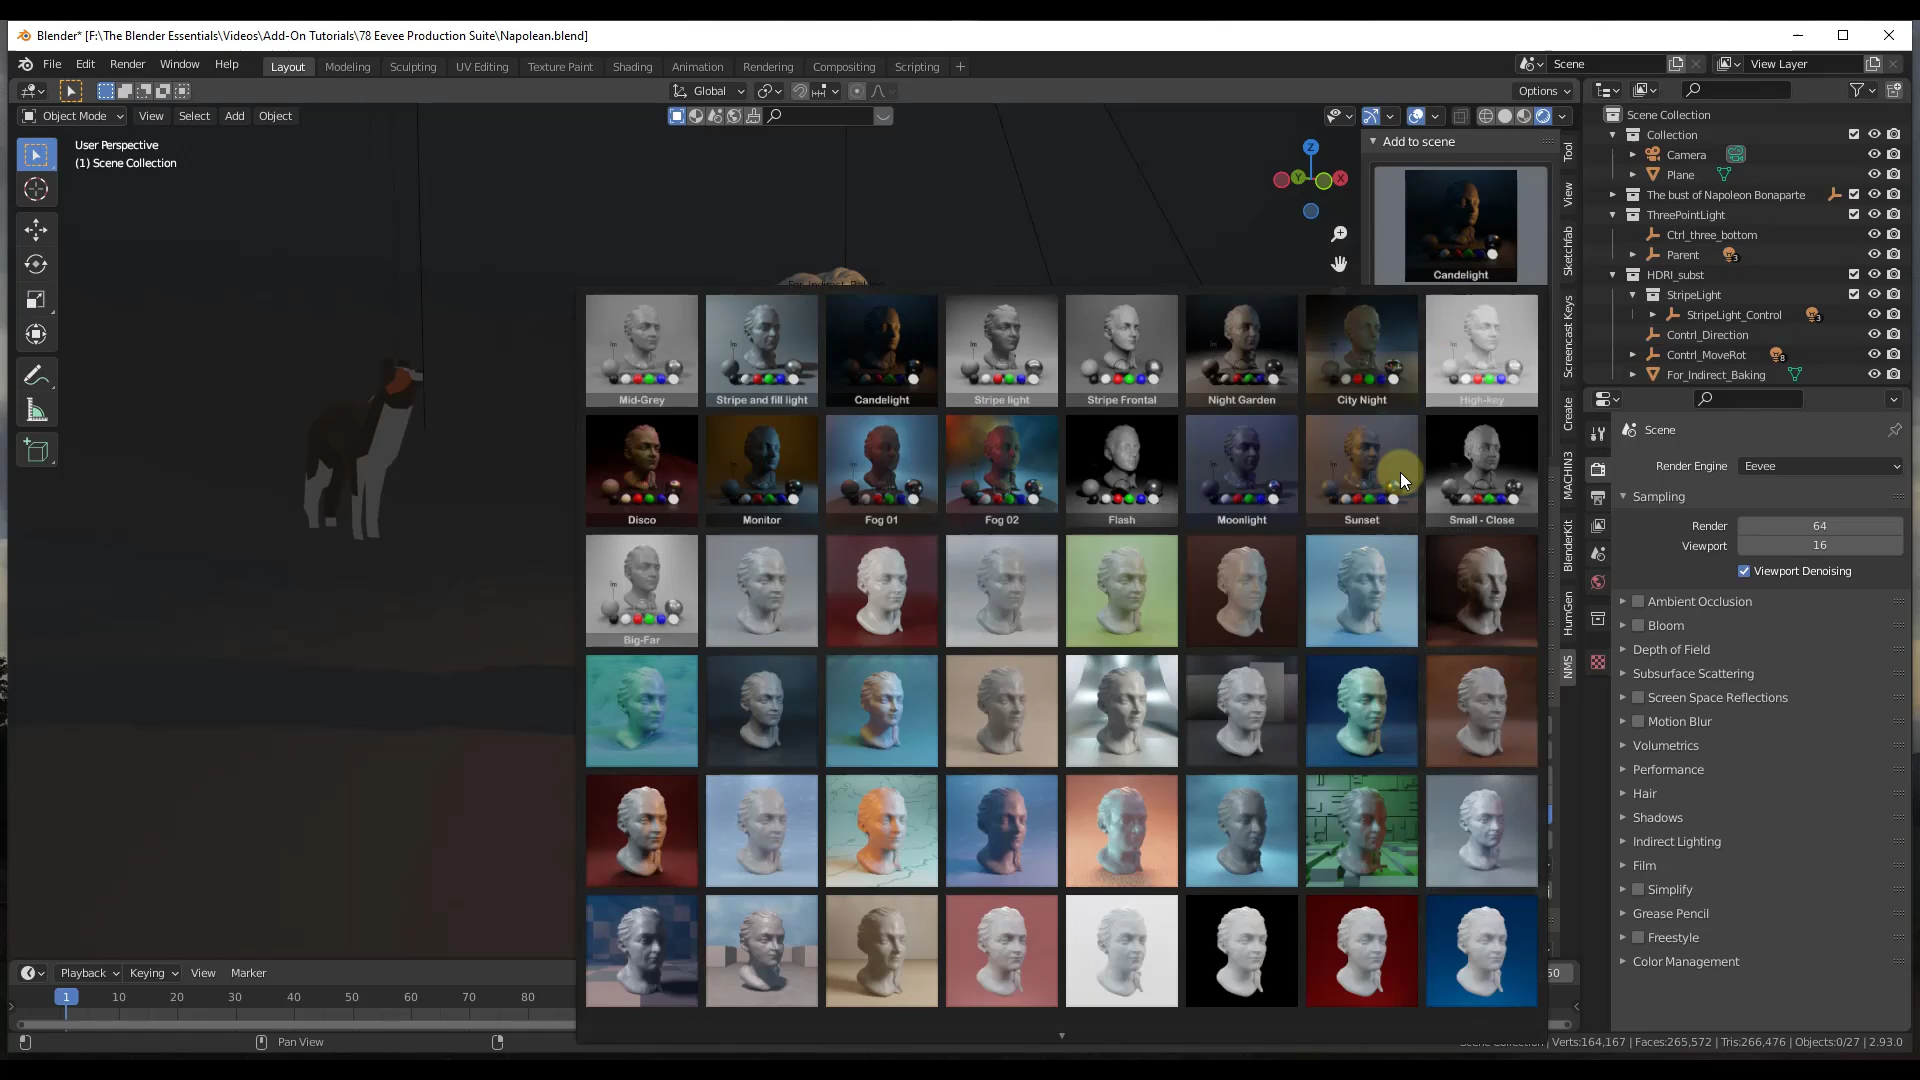 Blender* [F:\The Blender Essentials\Videos\Add-On Tutorials\78 Eevee Production Suite\Napolean.blend]
File Edit Render Window Help Layout Modeling Sculpting UV Editing Texture Paint Shading Animation Rendering Compositing Scripting + Scene View Layer
Global Options
Object Mode View Select Add Object
User Perspective
(1) Scene Collection
Z
Y
X
Add to scene
Candelight
For_Indirect_Baking
Mid-Grey Stripe and fill light Candelight Stripe light Stripe Frontal Night Garden City Night High-key
Disco Monitor Fog 01 Fog 02 Flash Moonlight Sunset Small - Close
Big-Far
Tool
View
Sketchfab
Screencast Keys
Create
MACHIN3
BlenderKit
HumGen
NMS
Scene Collection
Collection
Camera
Plane
The bust of Napoleon Bonaparte
ThreePointLight
Ctrl_three_bottom
Parent 3
HDRI_subst
StripeLight
StripeLight_Control 3
Contrl_Direction
Contrl_MoveRot 8
For_Indirect_Baking
Scene
Render Engine Eevee
Sampling
Render 64
Viewport 16
Viewport Denoising
Ambient Occlusion
Bloom
Depth of Field
Subsurface Scattering
Screen Space Reflections
Motion Blur
Volumetrics
Performance
Hair
Shadows
Indirect Lighting
Film
Simplify
Grease Pencil
Freestyle
Color Management
Playback Keying View Marker
50
1 10 20 30 40 50 60 70 80
Pan View
Scene Collection | Verts:164,167 | Faces:265,572 | Tris:266,476 | Objects:0/27 | 2.93.0